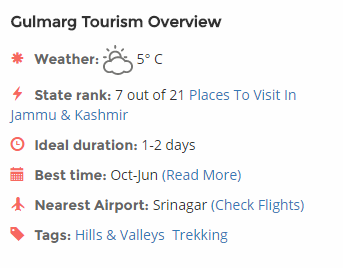 Gulmarg Tourism Overview
Weather: 5° C
State rank: 7 out of 21 Places To Visit In
Jammu & Kashmir
Ideal duration: 1-2 days
Best time: Oct-Jun (Read More)
Nearest Airport: Srinagar (Check Flights)
Tags: Hills & Valleys Trekking